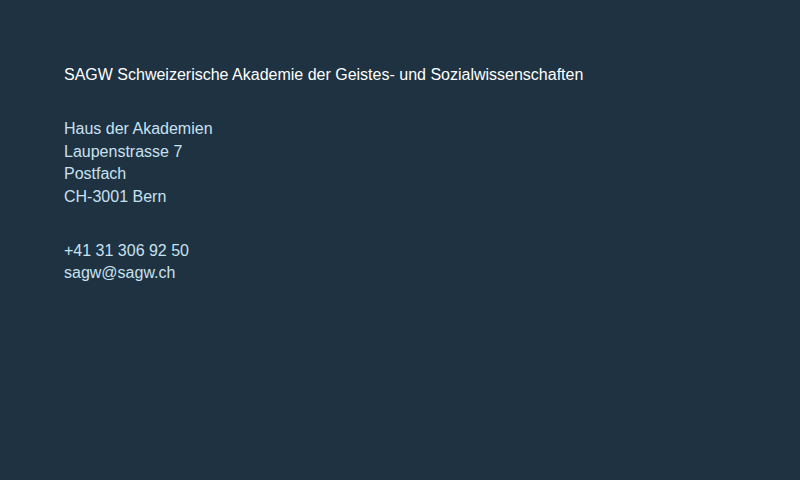 SAGW Schweizerische Akademie der Geistes- und Sozialwissenschaften
Haus der Akademien
Laupenstrasse 7
Postfach
CH-3001 Bern
+41 31 306 92 50
sagw@sagw.ch